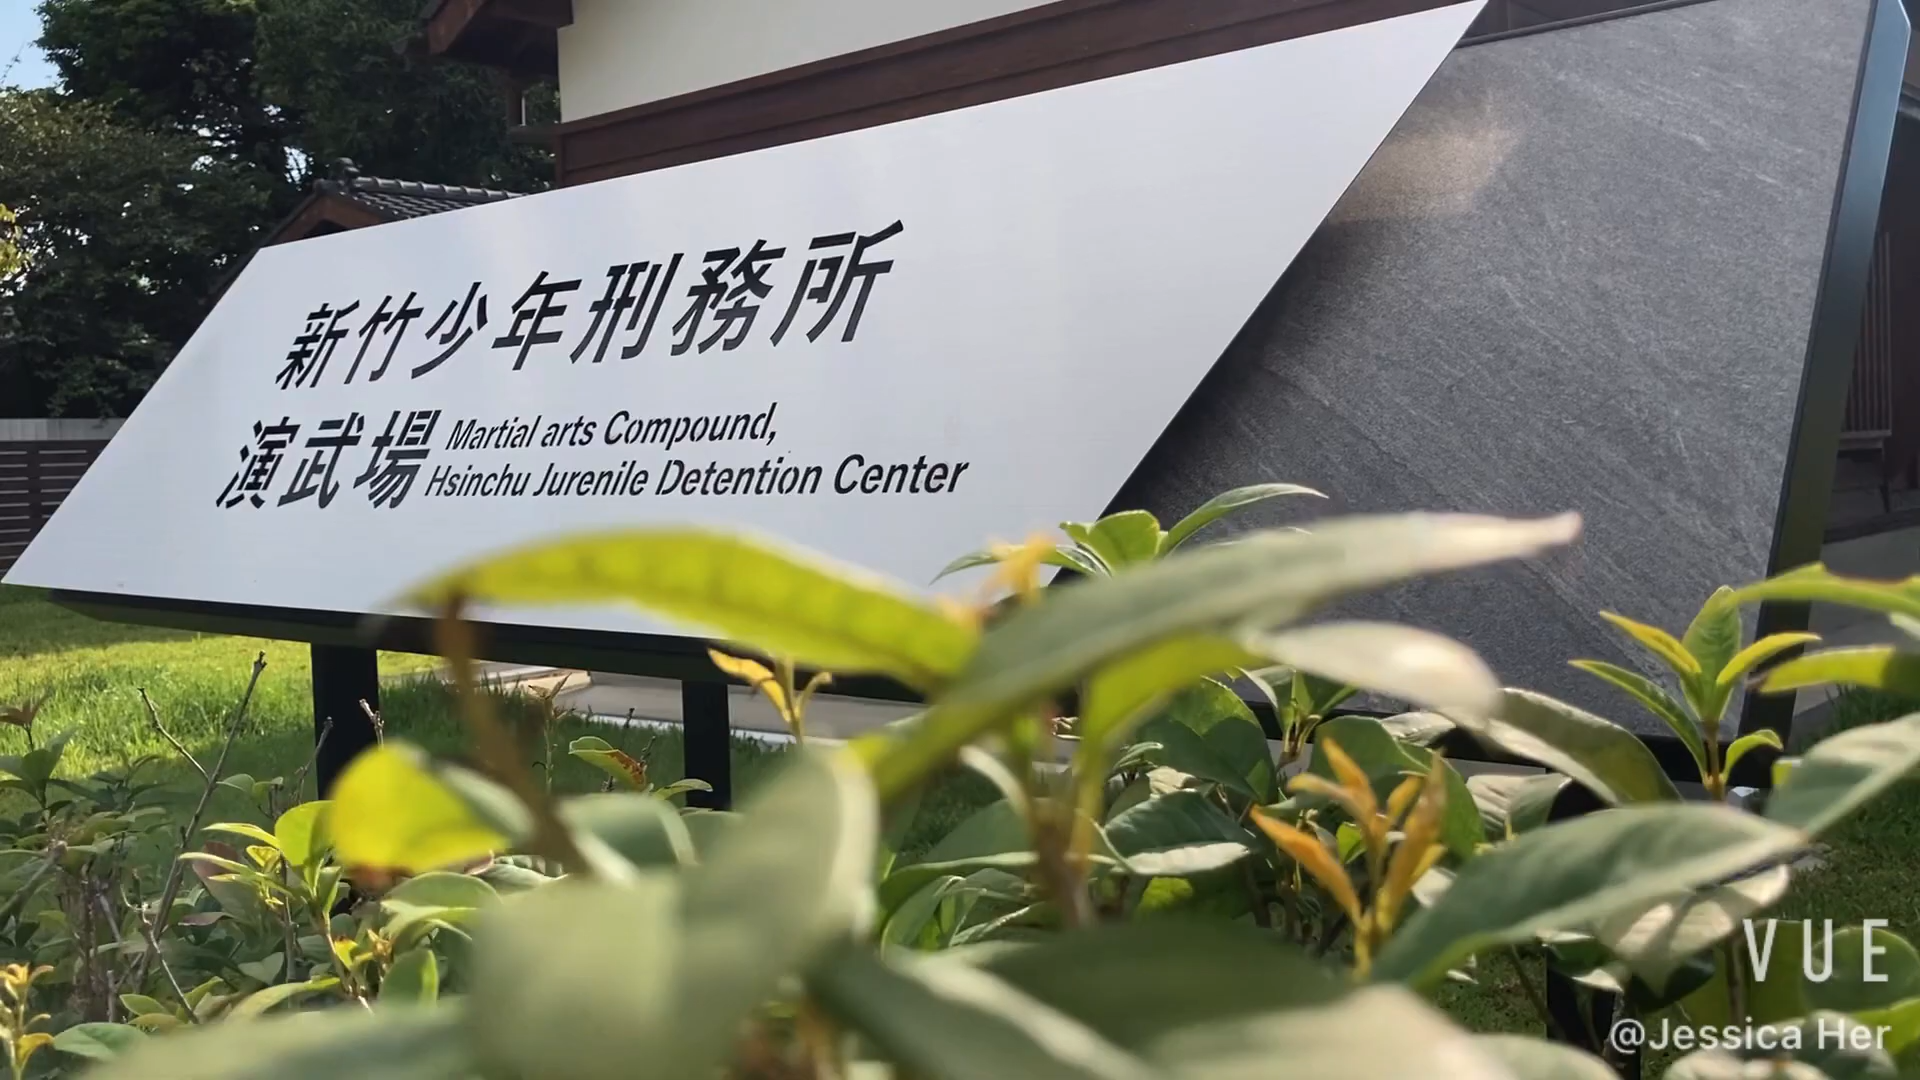 新竹少年刑務所
演武場 Martial arts Compound,
Hsinchu Jurenile Detention Center
VUE
@Jessica Her